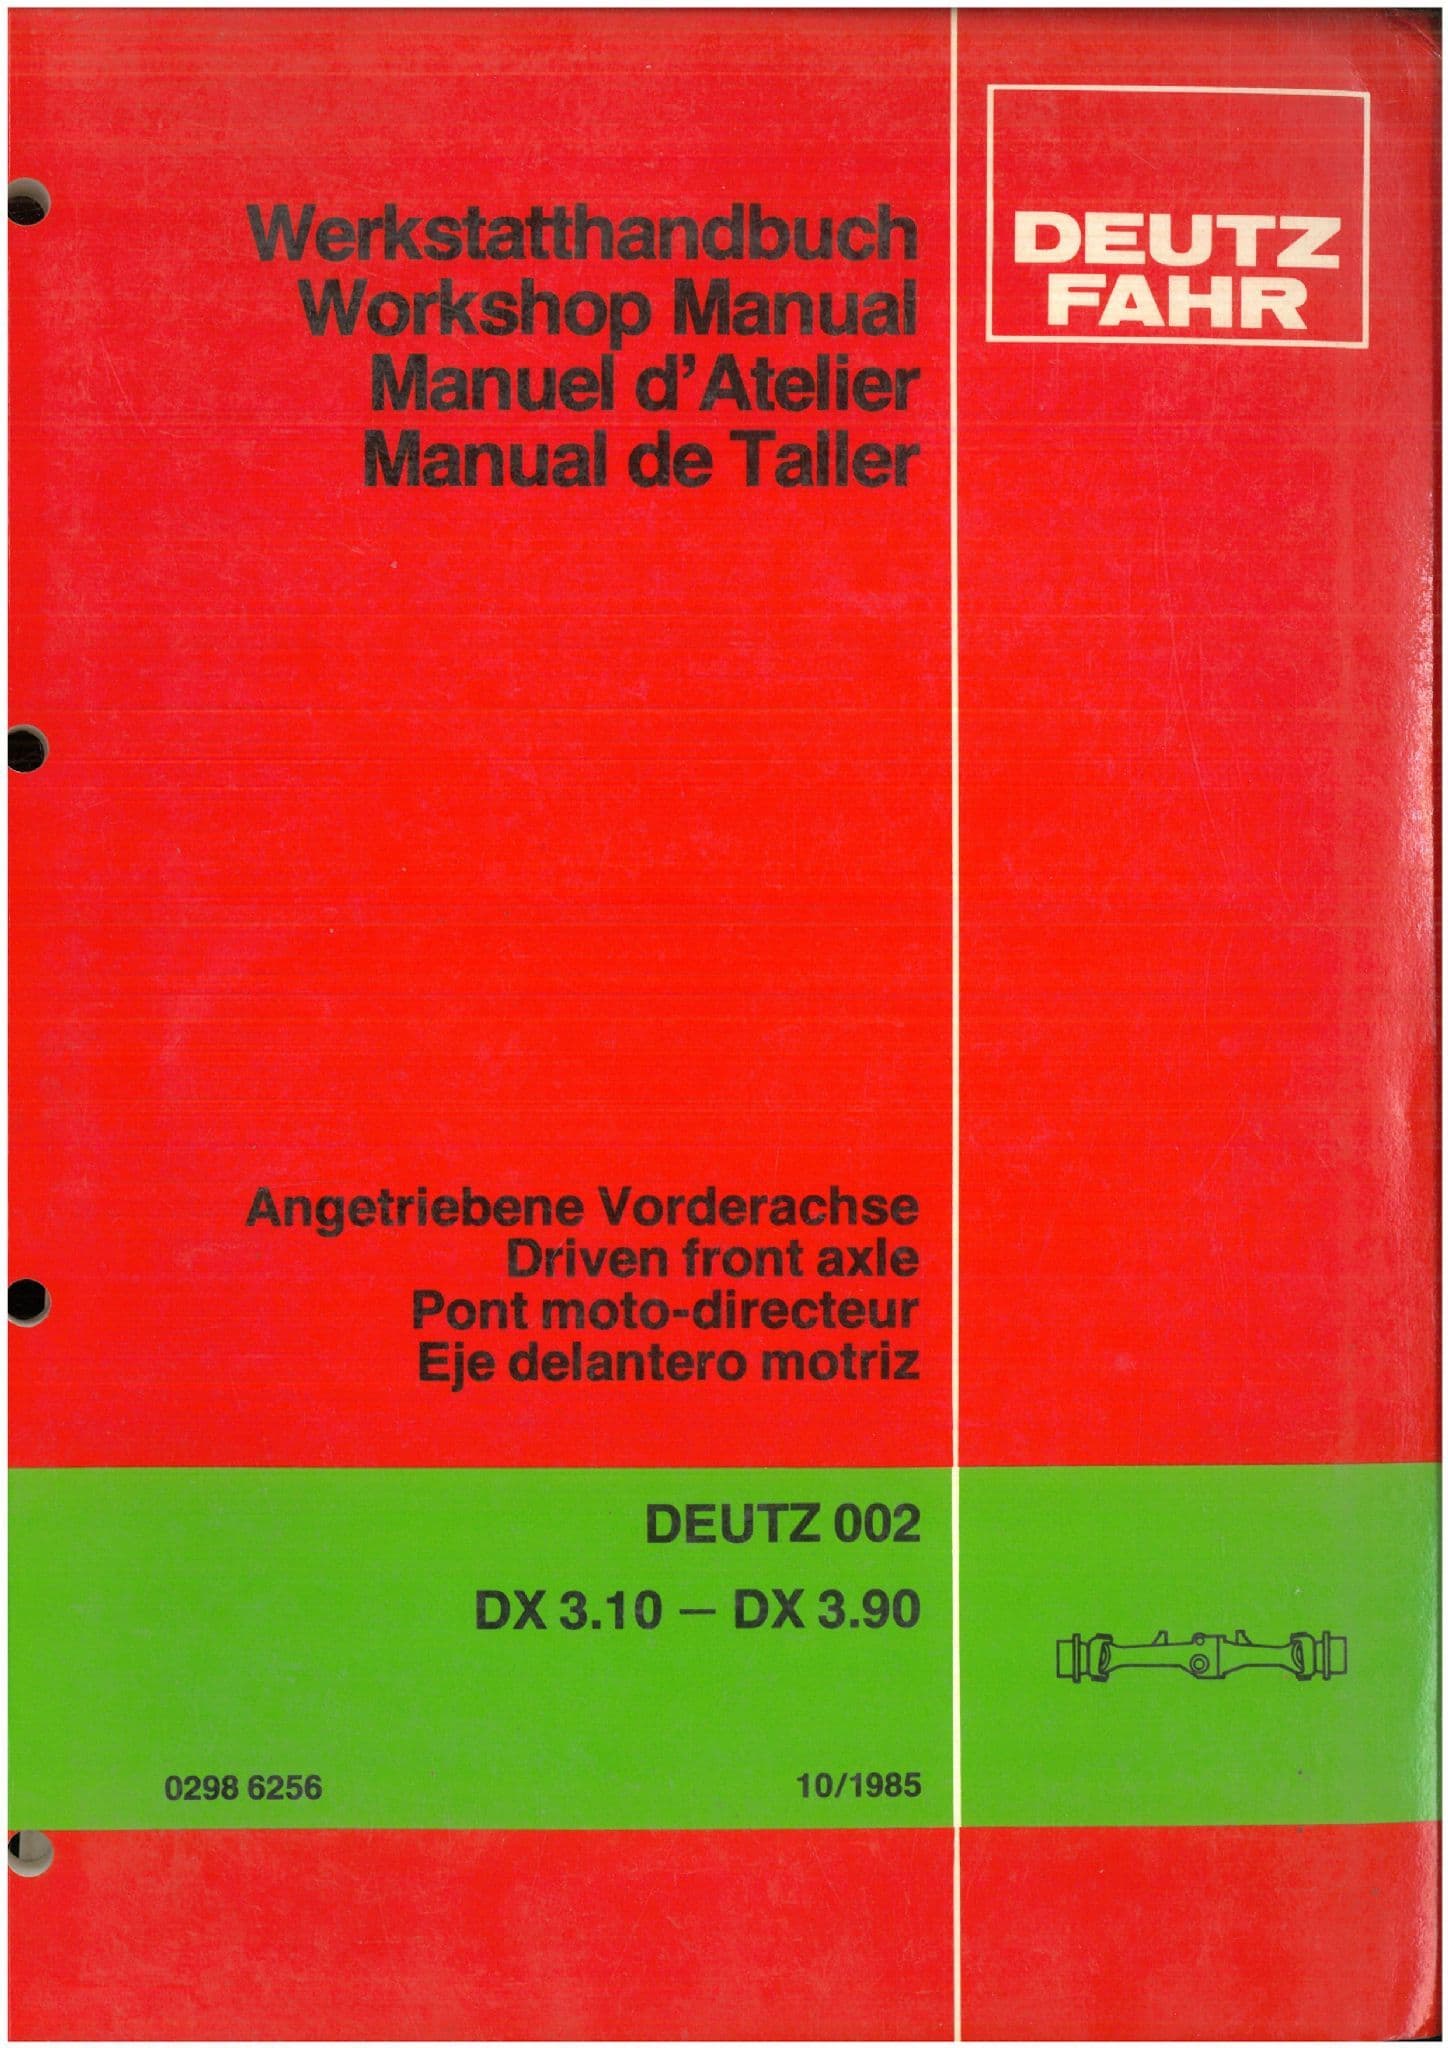 DEUTZ
FAHR
Werkstatthandbuch
Workshop Manual
Manuel d'Atelier
Manual de Taller
Angetriebene Vorderachse
Driven front axle
Pont moto-directeur
Eje delantero motriz
DEUTZ 002
DX 3.10 – DX 3.90
0298 6256
10/1985